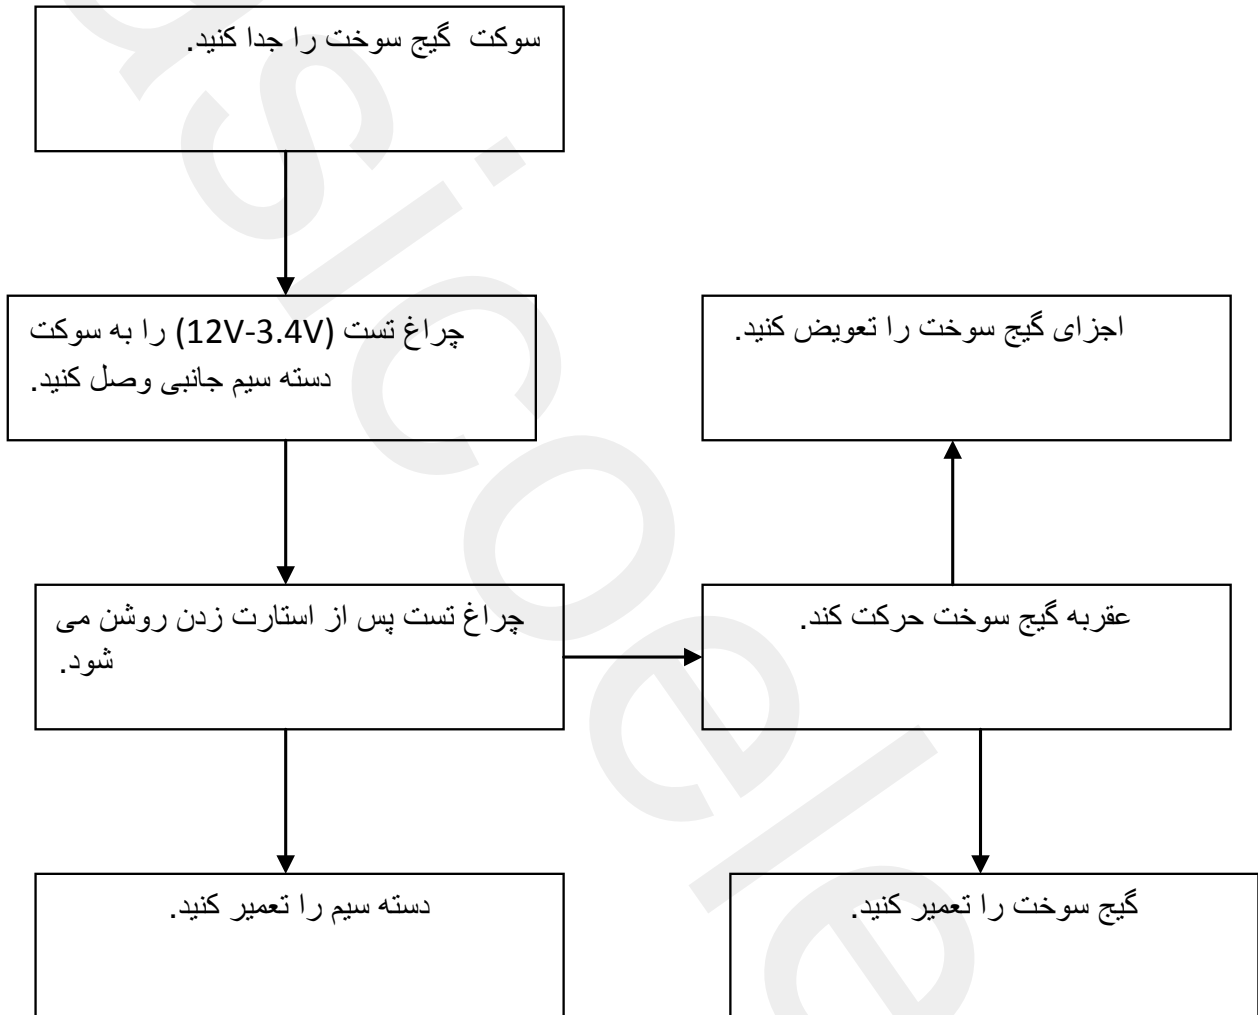 سوکت گیج سوخت را جدا کنید.
چراغ تست (12V-3.4V) را به سوکت
دسته سیم جانبی وصل کنید.
اجزای گیج سوخت را تعویض کنید.
چراغ تست پس از استارت زدن روشن می
شود.
عقربه گیج سوخت حرکت کند.
دسته سیم را تعمیر کنید.
گیج سوخت را تعمیر کنید.